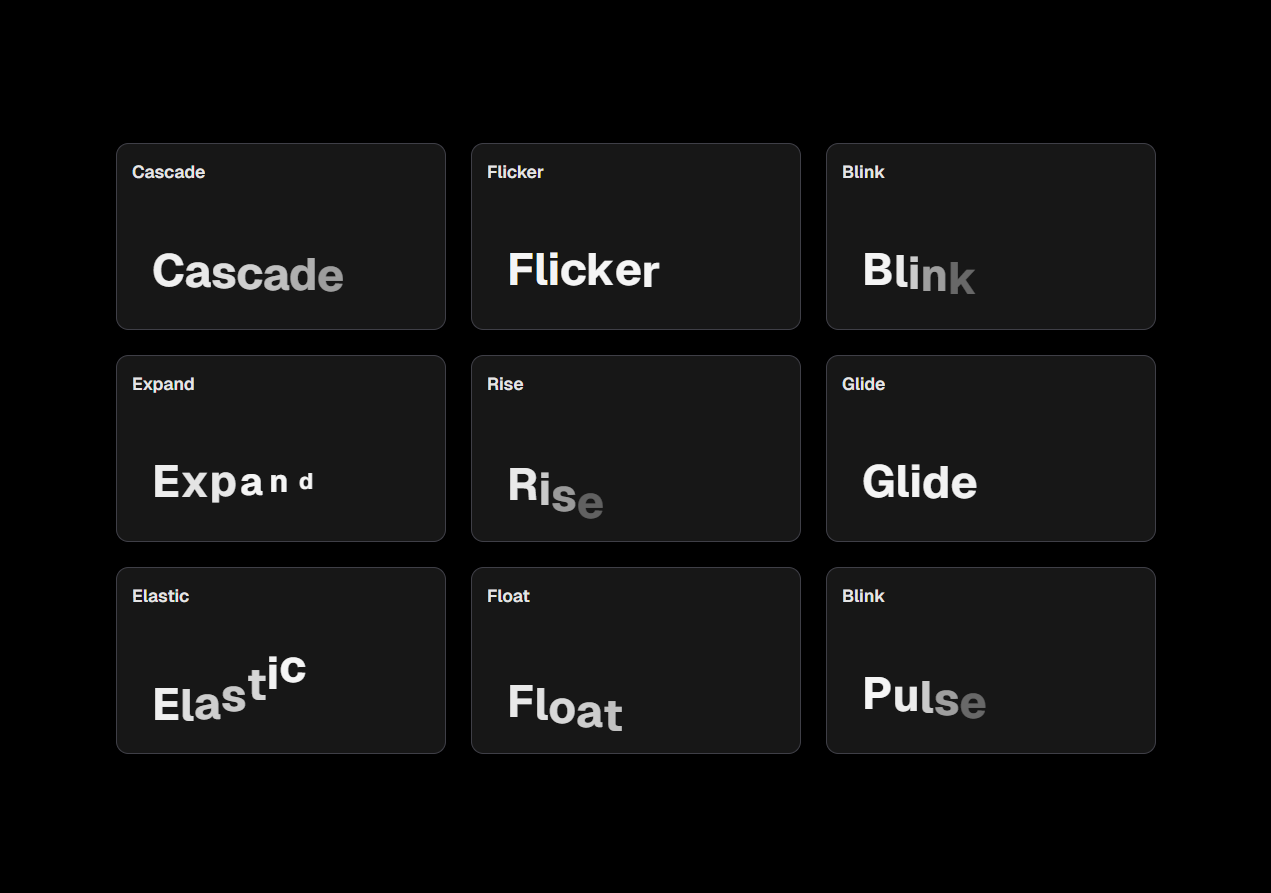 Cascade
Cascade
Flicker
Flicker
Blink
Blink
Expand
Expand
Rise
Rise
Glide
Glide
Elastic
Elastic
Float
Float
Blink
Pulse